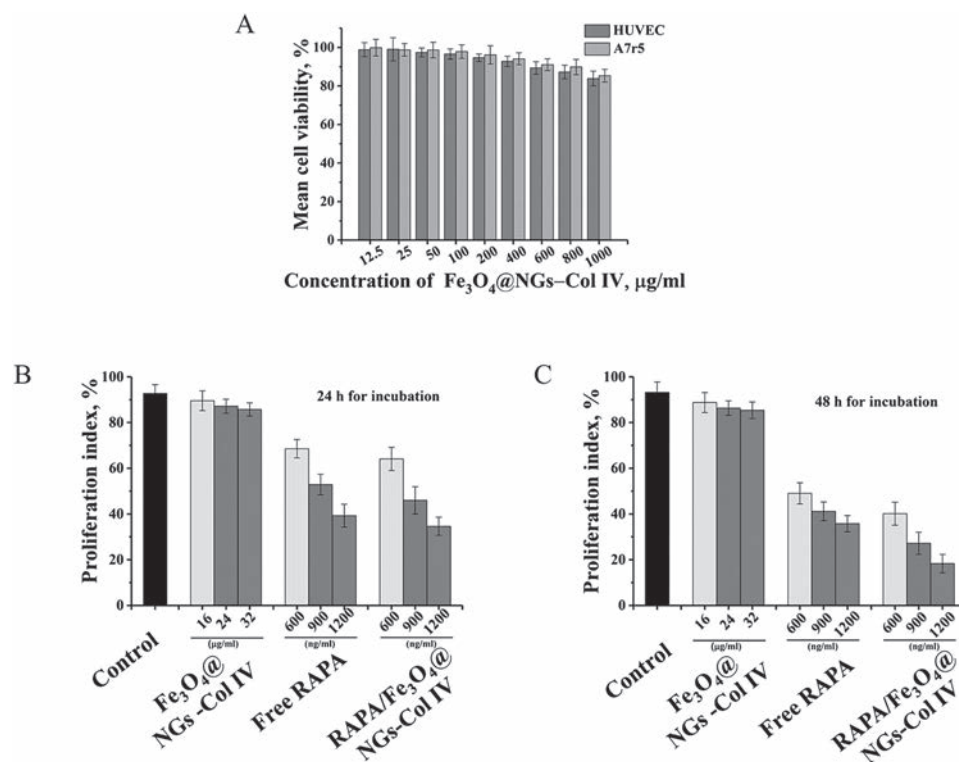 A
HUVEC
A7r5
Mean cell viability, %
100
80
60
40
20
0
12.5 25 50 100 200 400 600 800 1000
Concentration of Fe₃O₄@NGs–Col IV, μg/ml
B
24 h for incubation
Proliferation index, %
100
80
60
40
20
0
16 24 32 600 900 1200 600 900 1200
(μg/ml) (ng/ml) (ng/ml)
Control
Fe₃O₄@
NGs -Col IV
Free RAPA
RAPA/Fe₃O₄@
NGs-Col IV
C
48 h for incubation
Proliferation index, %
100
80
60
40
20
0
16 24 32 600 900 1200 600 900 1200
(μg/ml) (ng/ml) (ng/ml)
Control
Fe₃O₄@
NGs -Col IV
Free RAPA
RAPA/Fe₃O₄@
NGs-Col IV